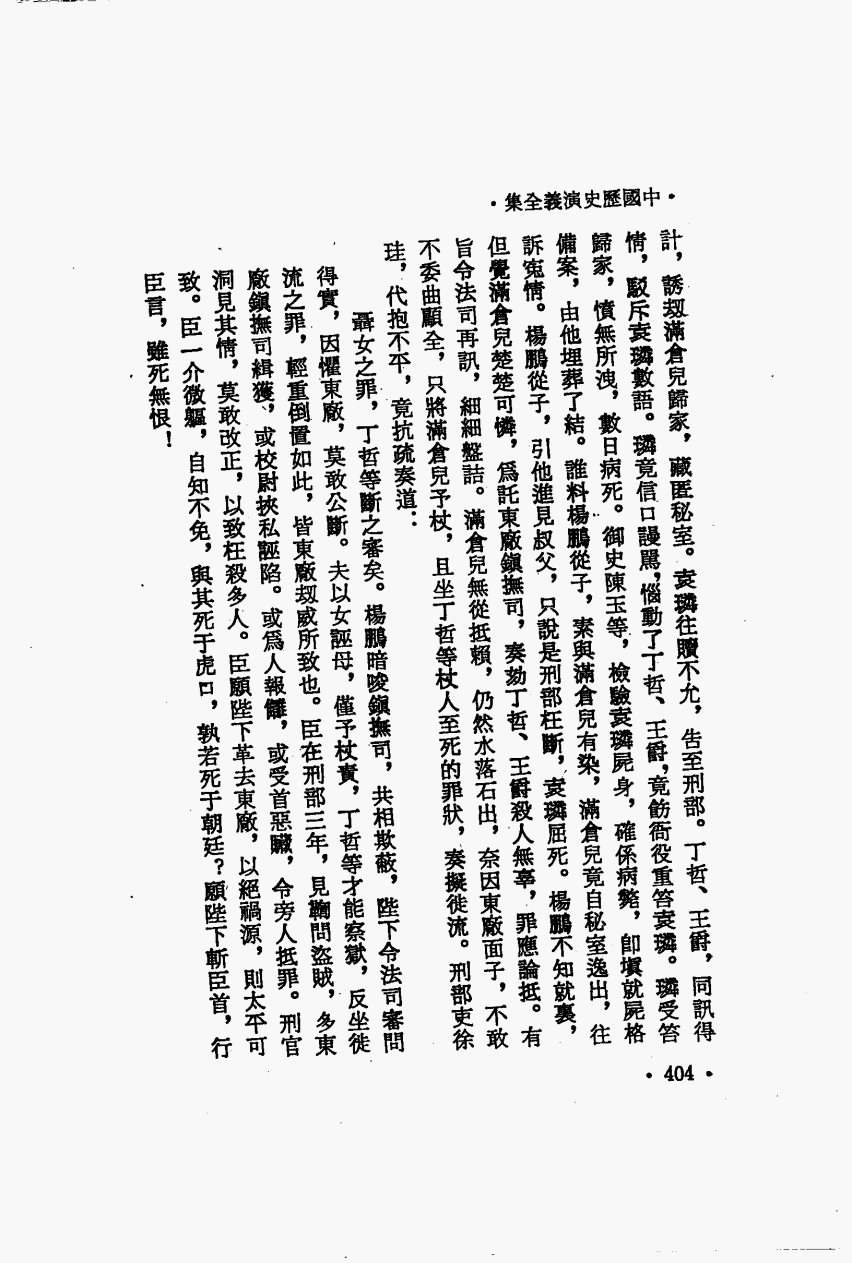 ・中國歷史演義全集・
計，誘刼滿倉兒歸家，藏匿秘室。袁璘往贖不允，吿至刑部。丁哲、王爵，同訊得
情，駁斥袁璘數語。璘竟信口謾罵，惱動了丁哲、王爵，竟飭衙役重笞袁璘。璘受笞
歸家，憤無所洩，數日病死。御史陳玉等，檢驗袁璘屍身，確係病斃，卽塡就屍格
備案，由他埋葬了結。誰料楊鵬從子，素與滿倉兒有染，滿倉兒竟自秘室逸出，往
訴寃情。楊鵬從子，引他進見叔父，只說是刑部枉斷，袁璘屈死。楊鵬不知就裏，
但覺滿倉兒楚楚可憐，爲託東廠鎭撫司，奏劾丁哲、王爵殺人無辜，罪應論抵。有
旨令法司再訊，細細盤詰。滿倉兒無從抵賴，仍然水落石出，奈因東廠面子，不敢
不委曲顧全，只將滿倉兒予杖，且坐丁哲等杖人至死的罪狀，奏擬徙流。刑部吏徐
珪，代抱不平，竟抗疏奏道：
聶女之罪，丁哲等斷之審矣。楊鵬暗唆鎭撫司，共相欺蔽，陛下令法司審問
得實，因懼東廠，莫敢公斷。夫以女誣母，僅予杖責，丁哲等才能察獄，反坐徙
流之罪，輕重倒置如此，皆東廠刼威所致也。臣在刑部三年，見鞫問盜賊，多東
廠鎭撫司緝獲，或校尉挾私誣陷。或爲人報讎，或受首惡贓，令旁人抵罪。刑官
洞見其情，莫敢改正，以致枉殺多人。臣願陛下革去東廠，以絕禍源，則太平可
致。臣一介微軀，自知不免，與其死于虎口，孰若死于朝廷？願陛下斬臣首，行
臣言，雖死無恨！
・404・